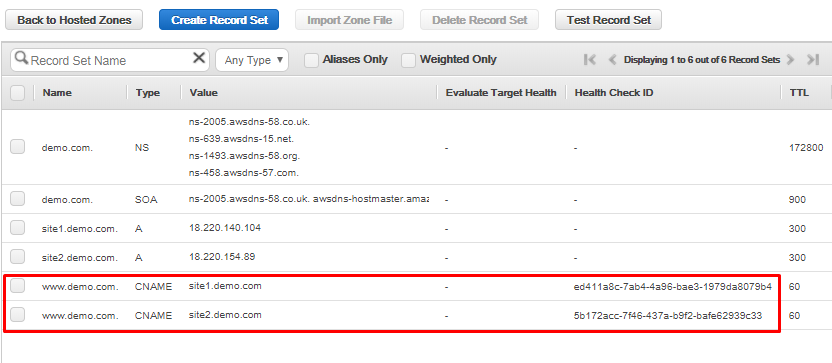 Back to Hosted Zones Create Record Set Import Zone File Delete Record Set Test Record Set
Record Set Name Any Type Aliases Only Weighted Only Displaying 1 to 6 out of 6 Record Sets
Name Type Value Evaluate Target Health Health Check ID TTL
ns-2005.awsdns-58.co.uk.
ns-639.awsdns-15.net.
demo.com. NS - - 172800
ns-1493.awsdns-58.org.
ns-458.awsdns-57.com.
demo.com. SOA ns-2005.awsdns-58.co.uk. awsdns-hostmaster.amaz - - 900
site1.demo.com. A 18.220.140.104 - - 300
site2.demo.com. A 18.220.154.89 - - 300
www.demo.com. CNAME site1.demo.com - ed411a8c-7ab4-4a96-bae3-1979da8079b4 60
www.demo.com. CNAME site2.demo.com - 5b172acc-7f46-437a-b9f2-bafe62939c33 60